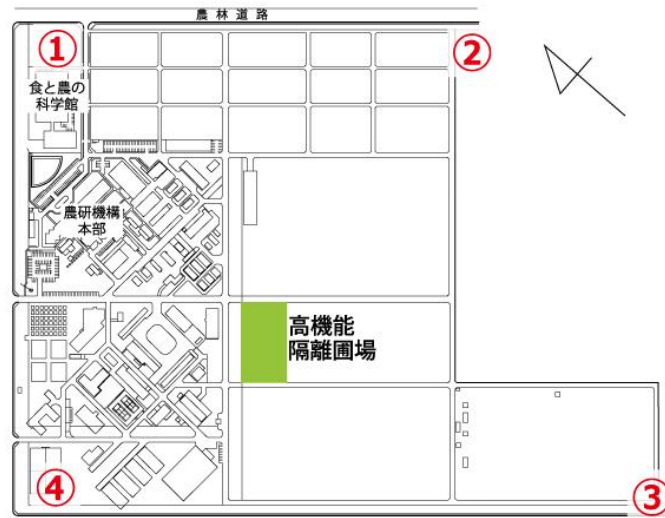 農林道路
①
②
食と農の
科学館
農研機構
本部
高機能
隔離圃場
④
③